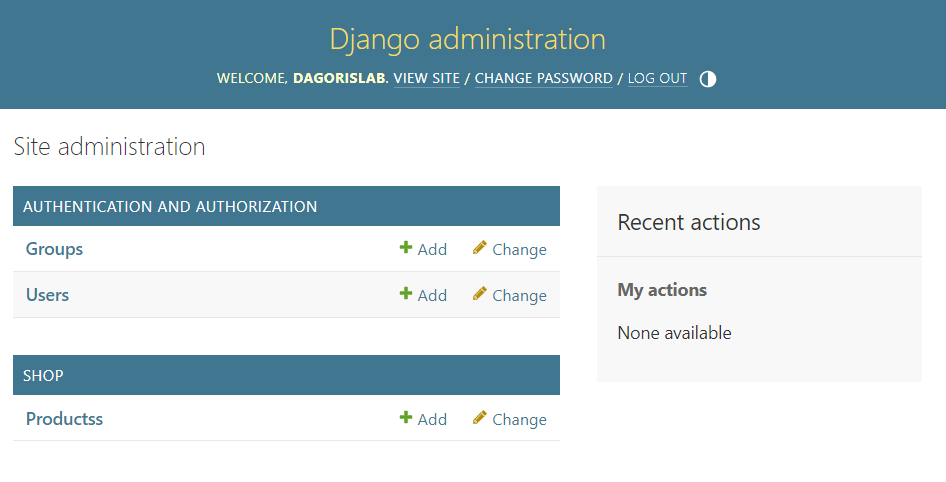 Django administration
WELCOME, DAGORISLAB. VIEW SITE / CHANGE PASSWORD / LOG OUT
Site administration
AUTHENTICATION AND AUTHORIZATION
Groups Add Change
Users Add Change
SHOP
Productss Add Change
Recent actions
My actions
None available